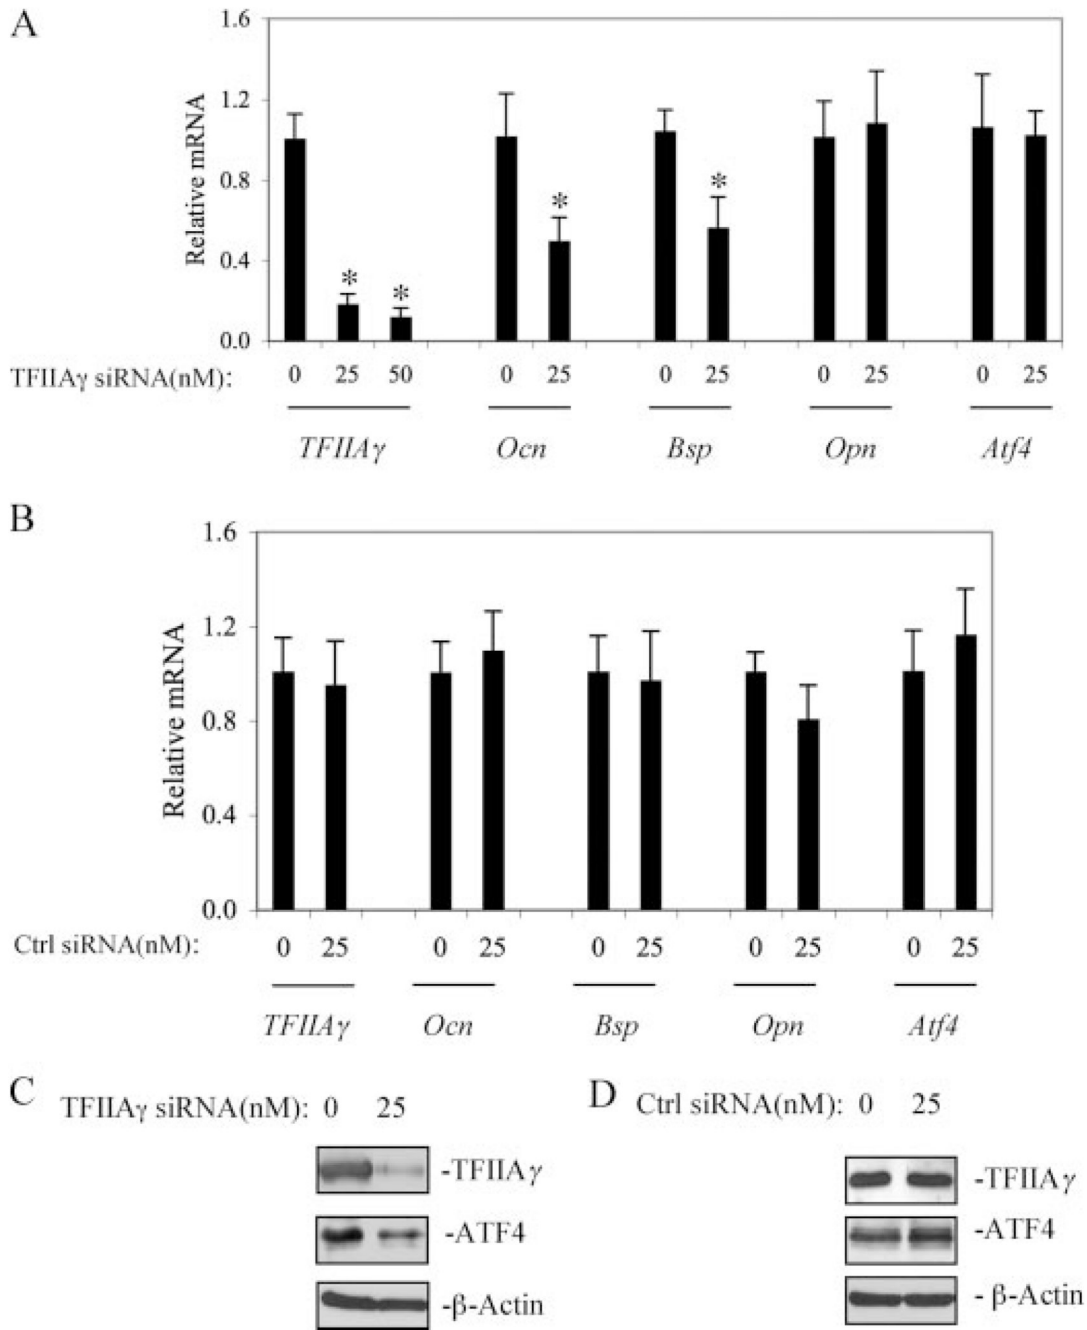 A
1.6
1.2
0.8
0.4
0.0
Relative mRNA
* * * *
TFIIAγ siRNA(nM): 0 25 50 0 25 0 25 0 25 0 25
TFIIAγ Ocn Bsp Opn Atf4
B
1.6
1.2
0.8
0.4
0.0
Relative mRNA
Ctrl siRNA(nM): 0 25 0 25 0 25 0 25 0 25
TFIIAγ Ocn Bsp Opn Atf4
C
TFIIAγ siRNA(nM): 0 25
-TFIIAγ
-ATF4
-β-Actin
D
Ctrl siRNA(nM): 0 25
-TFIIAγ
-ATF4
- β-Actin